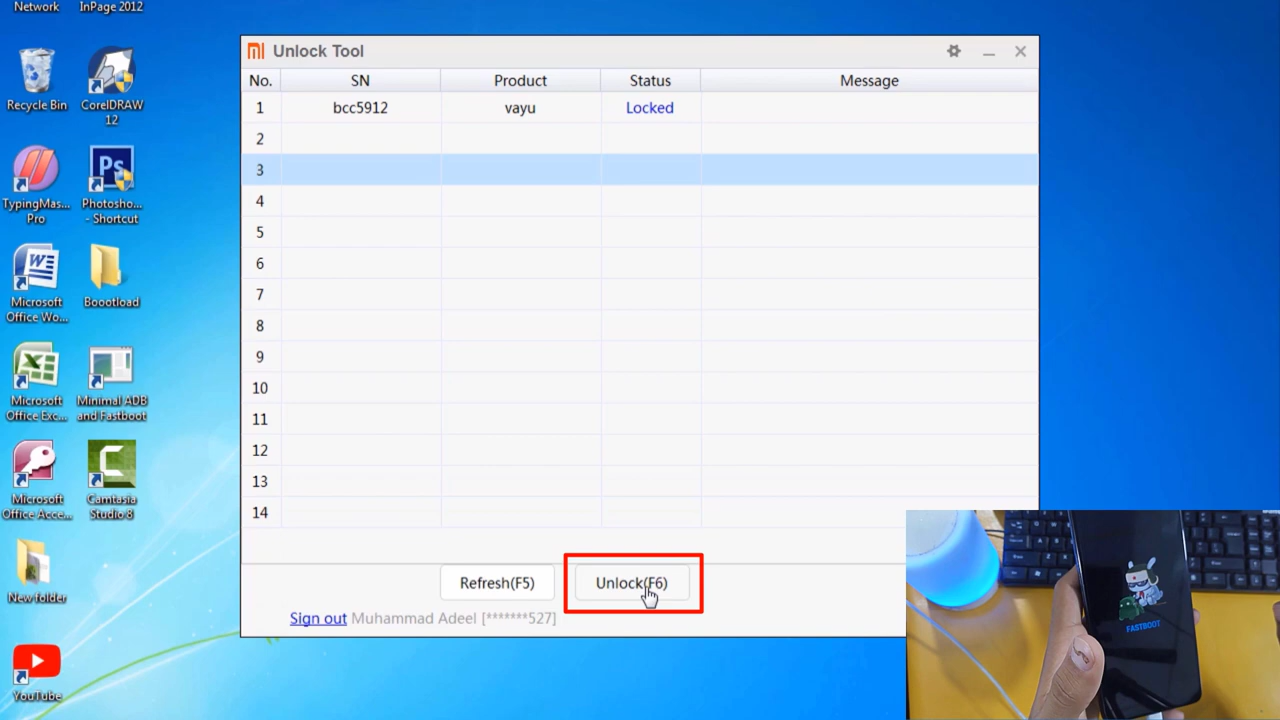 Network
InPage 2012
Recycle Bin
CorelDRAW
12
TypingMas...
Pro
Ps
Photosho...
- Shortcut
W
Microsoft
Office Wo...
Boootload
Microsoft
Office Exc...
Minimal ADB
and Fastboot
Microsoft
Office Acce...
C
Camtasia
Studio 8
New folder
YouTube
Unlock Tool
No. SN Product Status Message
1 bcc5912 vayu Locked
2
3
4
5
6
7
8
9
10
11
12
13
14
Refresh(F5) Unlock(F6)
Sign out Muhammad Adeel [*******527]
FASTBOOT